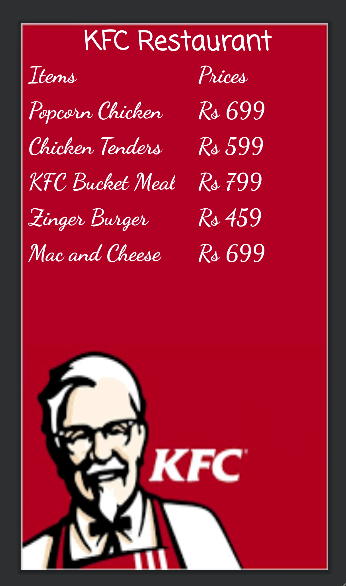 KFC Restaurant
Items Prices
Popcorn Chicken Rs 699
Chicken Tenders Rs 599
KFC Bucket Meal Rs 799
Zinger Burger Rs 459
Mac and Cheese Rs 699
KFC